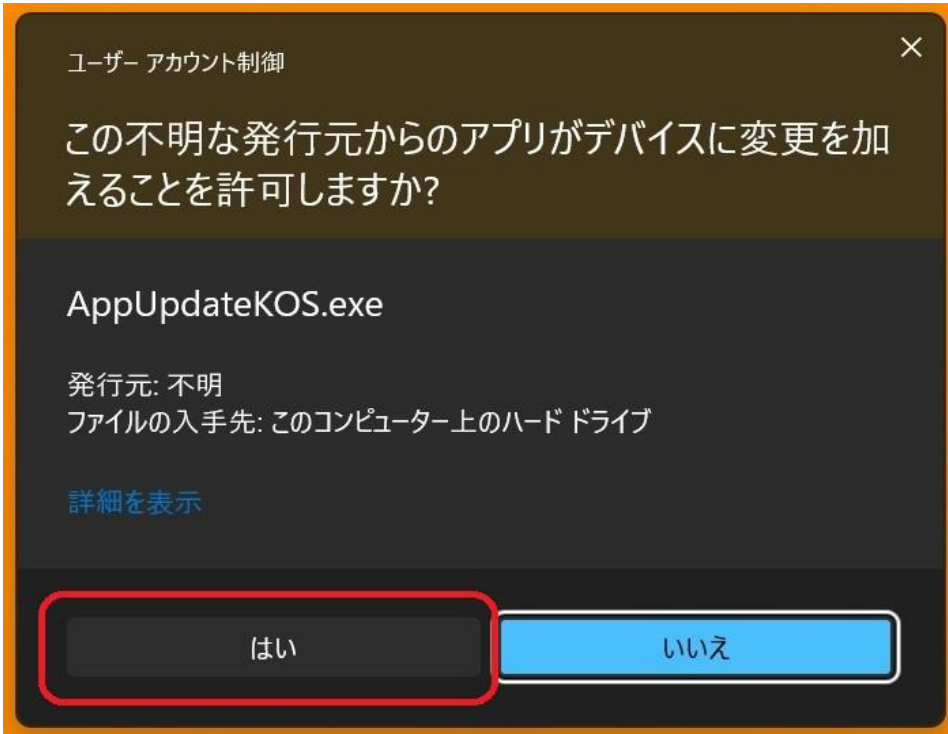 ユーザー アカウント制御
この不明な発行元からのアプリがデバイスに変更を加
えることを許可しますか?
AppUpdateKOS.exe
発行元: 不明
ファイルの入手先: このコンピューター上のハード ドライブ
詳細を表示
はい
いいえ